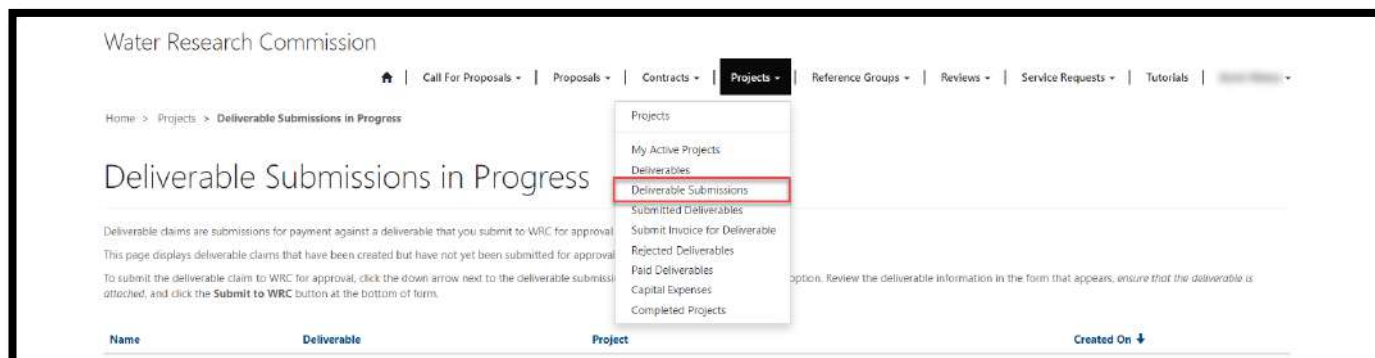 Water Research Commission
Call For Proposals | Proposals | Contracts | Projects | Reference Groups | Reviews | Service Requests | Tutorials |
Home > Projects > Deliverable Submissions in Progress
Projects
My Active Projects
Deliverables
Deliverable Submissions
Submitted Deliverables
Submit Invoice for Deliverable
Rejected Deliverables
Paid Deliverables
Capital Expenses
Completed Projects
Deliverable Submissions in Progress
Deliverable claims are submissions for payment against a deliverable that you submit to WRC for approval
This page displays deliverable claims that have been created but have not yet been submitted for approval
To submit the deliverable claim to WRC for approval, click the down arrow next to the deliverable submissi option. Review the deliverable information in the form that appears, ensure that the deliverable is
attached, and click the Submit to WRC button at the bottom of form.
Name Deliverable Project Created On